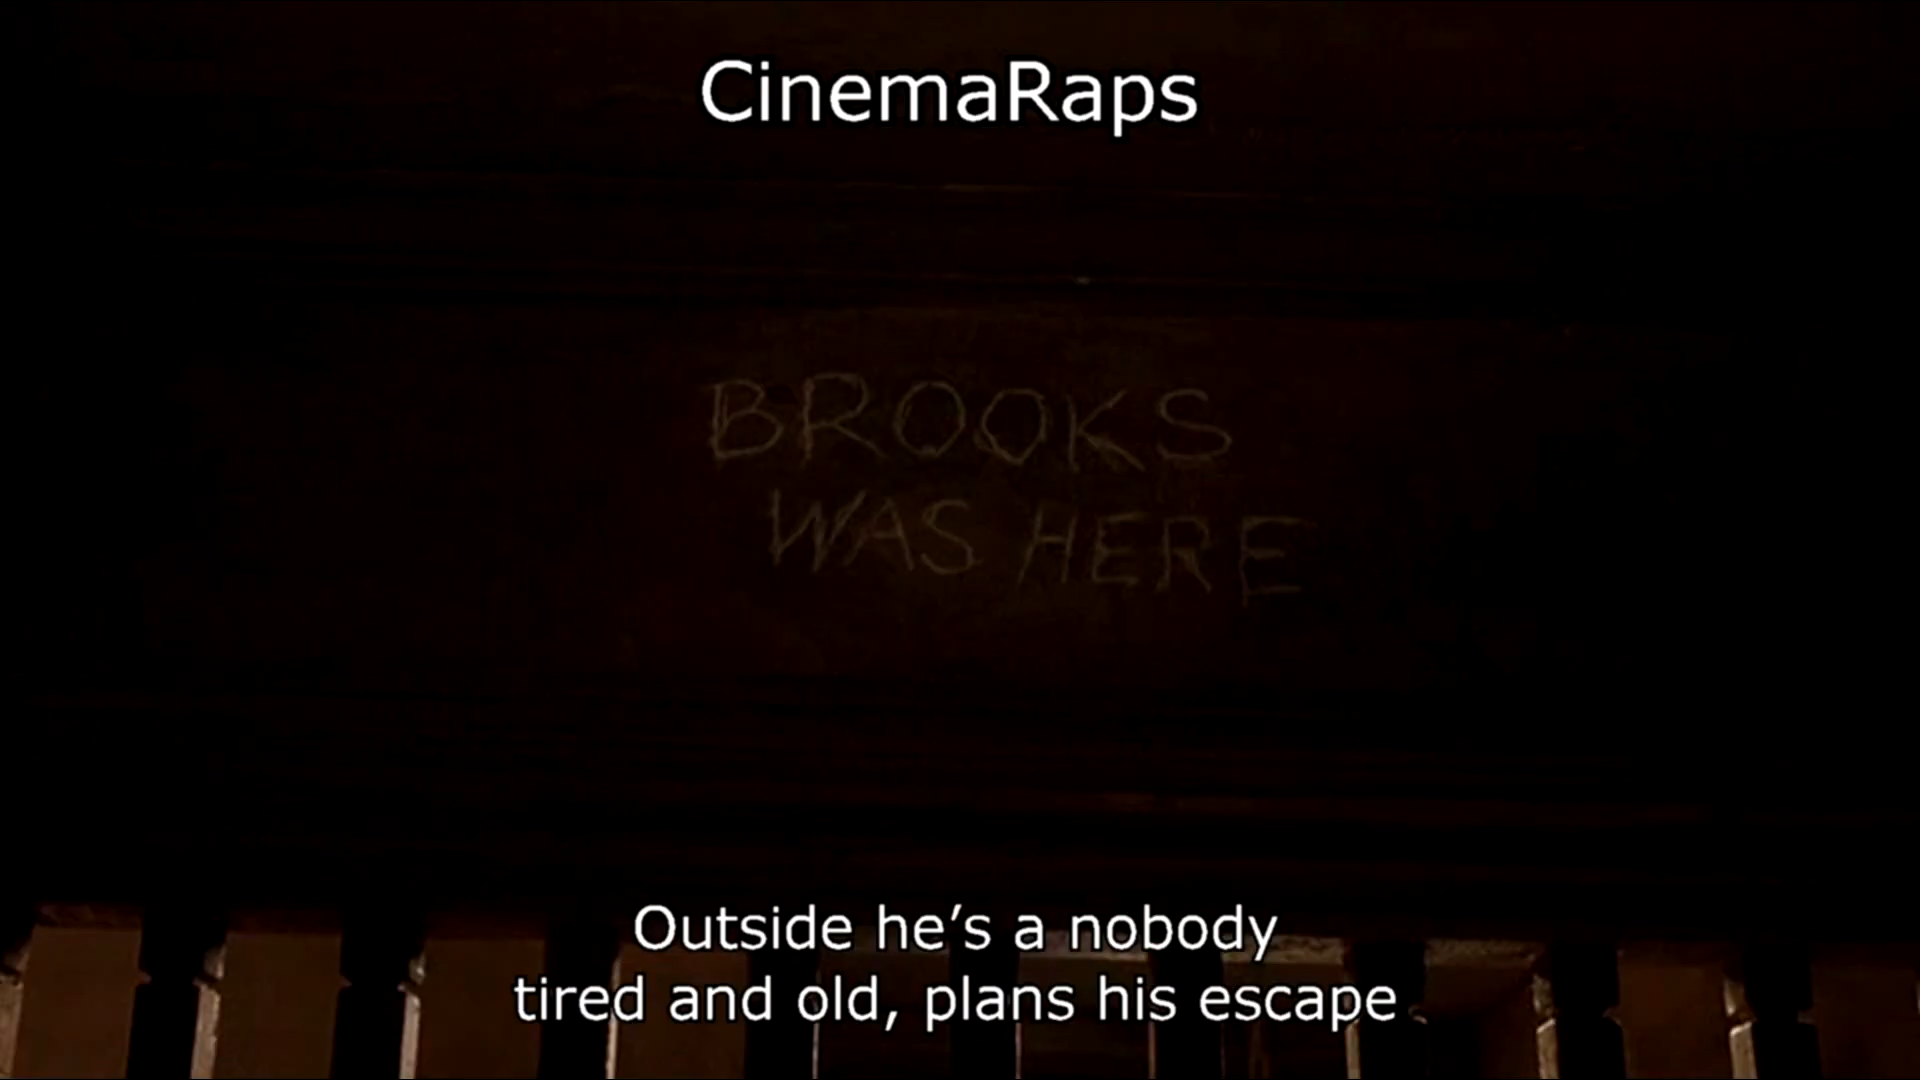 CinemaRaps
BROOKS
WAS HERE
Outside he’s a nobody
tired and old, plans his escape